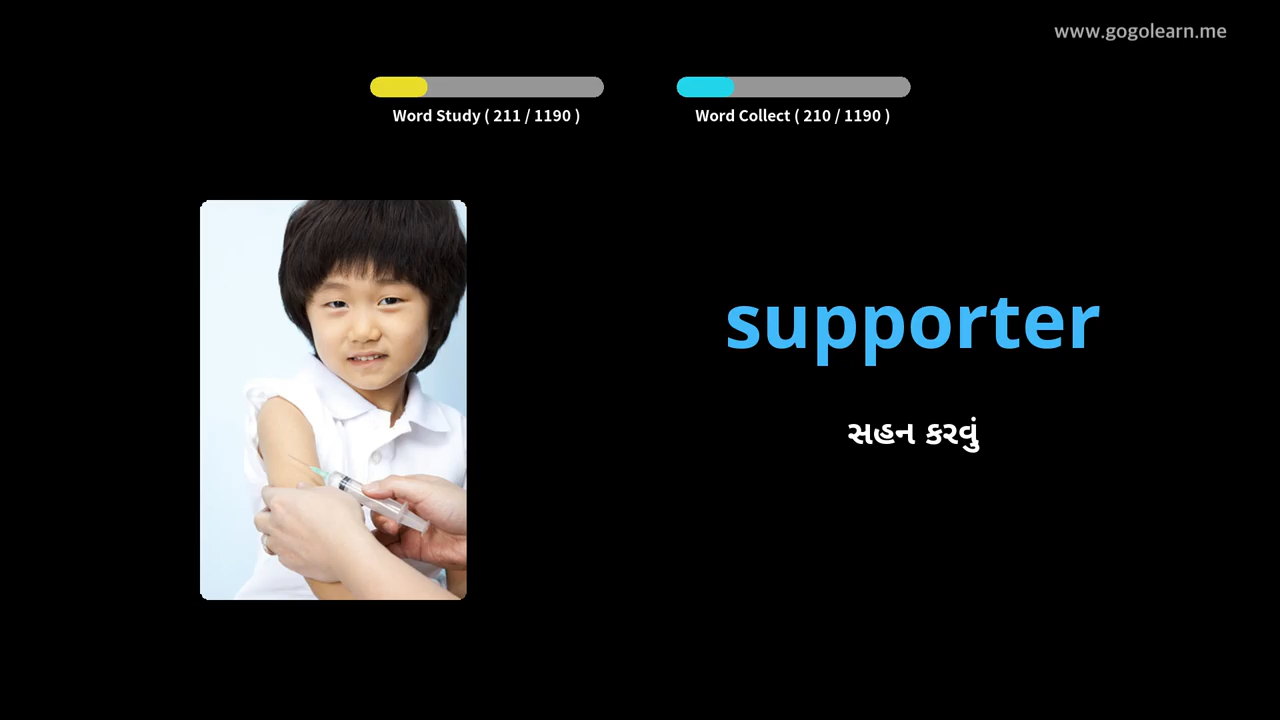 www.gogolearn.me
Word Study ( 211 / 1190 )
Word Collect ( 210 / 1190 )
supporter
સહન કરવું